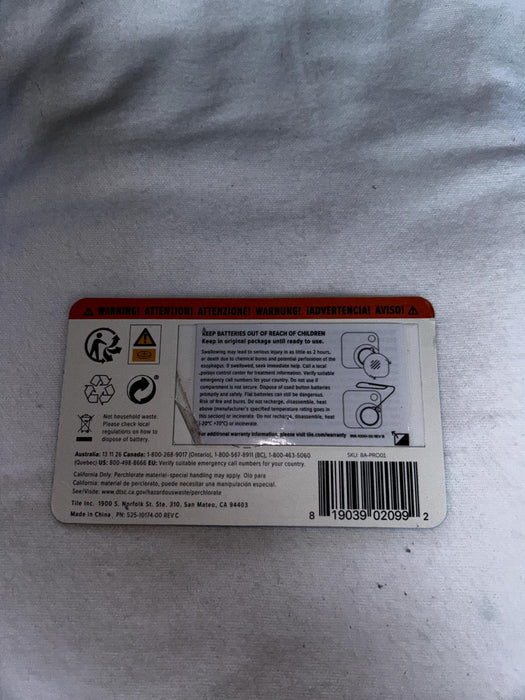 WARNING! ATTENTION! ATTENZIONE! WARNUNG! ¡ADVERTENCIA! AVISO!
KEEP BATTERIES OUT OF REACH OF CHILDREN
Keep in original package until ready to use.
Swallowing may lead to serious injury in as little as 2 hours,
or death due to chemical burns and potential perforation of the
esophagus. If swallowed, seek immediate help. Call a local
poison control center for treatment information. Verify suitable
emergency call numbers for your country. Do not use if
compartment is not secure. Dispose of used button batteries
promptly and safely. Flat batteries can still be dangerous.
Risk of fire and burns. Do not recharge, disassemble, heat
above (manufacturer's specified temperature rating goes in
this section) or incinerate. Do not recharge, disassemble, heat
(-20°C +70°C) or incinerate.
For additional warranty information, please visit tile.com/warranty
Not household waste.
Please check local
regulations on how to
dispose of battery.
Australia: 13 11 26 Canada: 1-800-268-9017 (Ontario), 1-800-567-8911 (BC), 1-800-463-5060
(Quebec) US: 800-498-8666 EU: Verify suitable emergency call numbers for your country.
California Only: Perchlorate material-special handling may apply. Olo para
California: material de perclorato, puede necesitar una manipulación especial.
See/Visite: www.dtsc.ca.gov/hazardouswaste/perchlorate
Tile Inc. 1900 S. Norfolk St. Ste. 310, San Mateo, CA 94403
Made in China PN: 525-10174-00 REV C
SKU: BA-PRO01
8 19039 02099 2